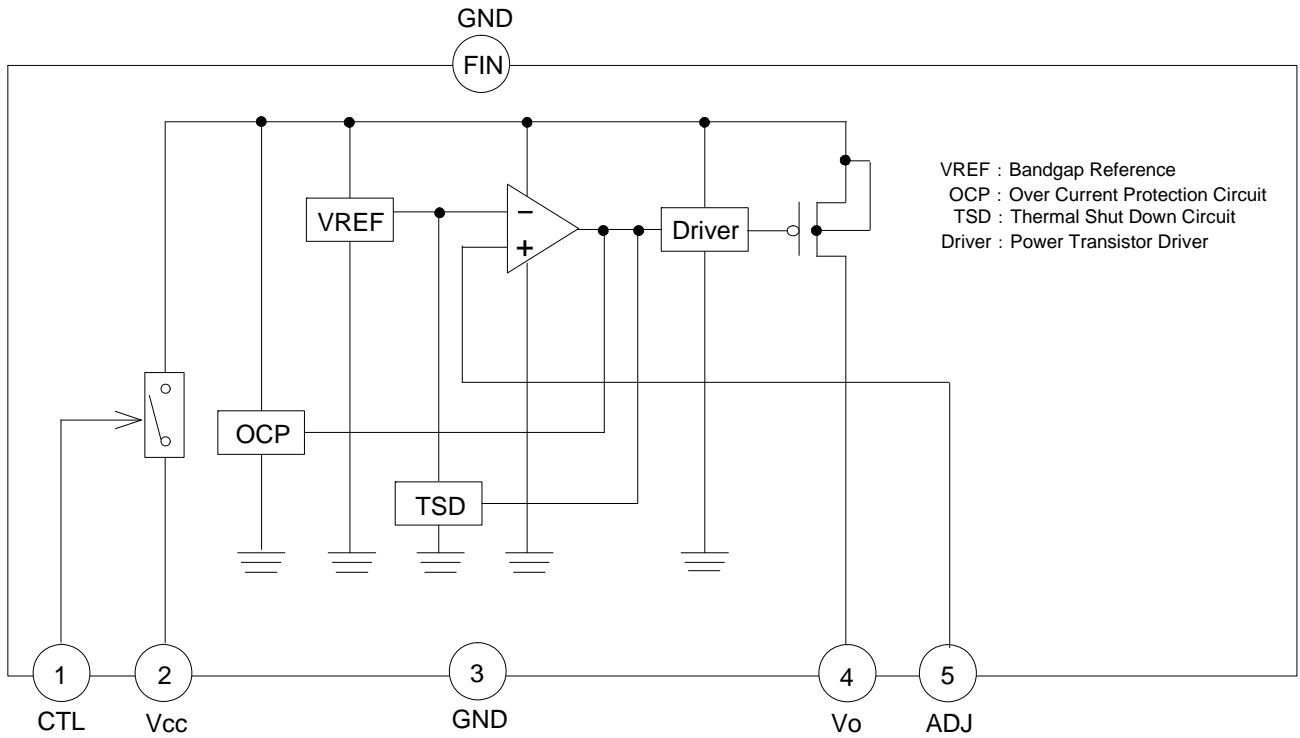 GND
FIN
VREF : Bandgap Reference
OCP : Over Current Protection Circuit
TSD : Thermal Shut Down Circuit
Driver : Power Transistor Driver
VREF
−
+
Driver
OCP
TSD
1
2
3
4
5
CTL
Vcc
GND
Vo
ADJ